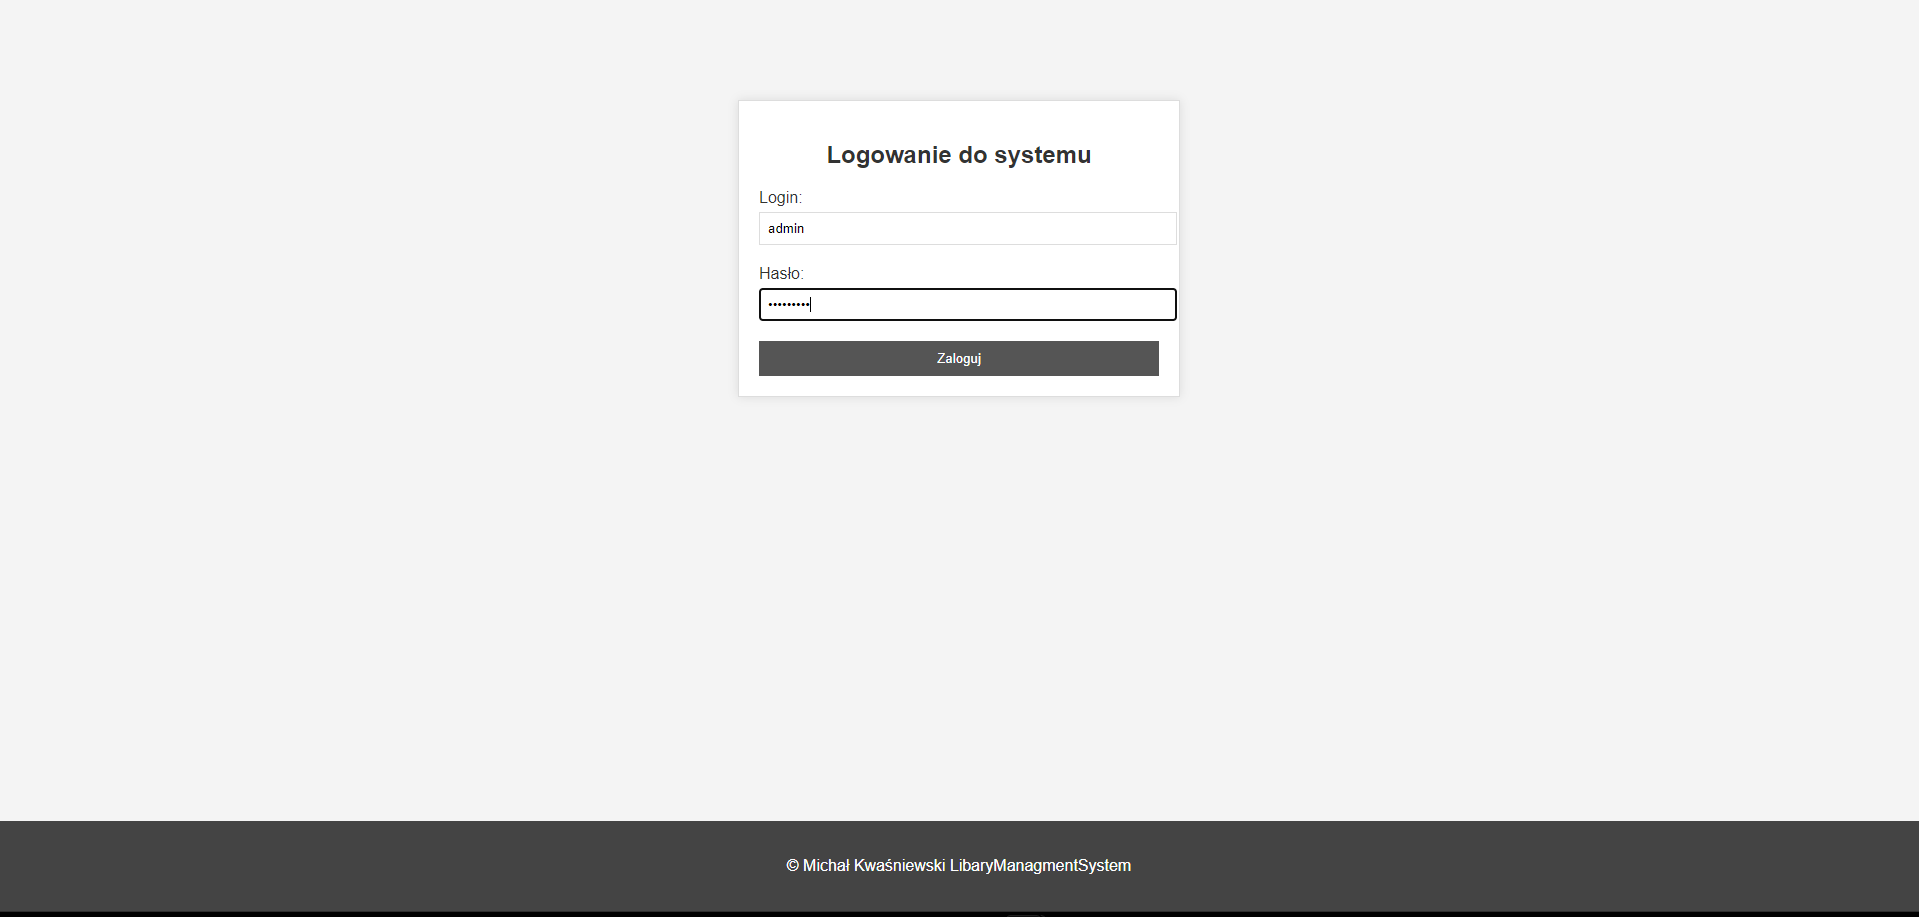 Logowanie do systemu
Login:
admin
Hasło:
•••••••••
Zaloguj
© Michał Kwaśniewski LibaryManagmentSystem